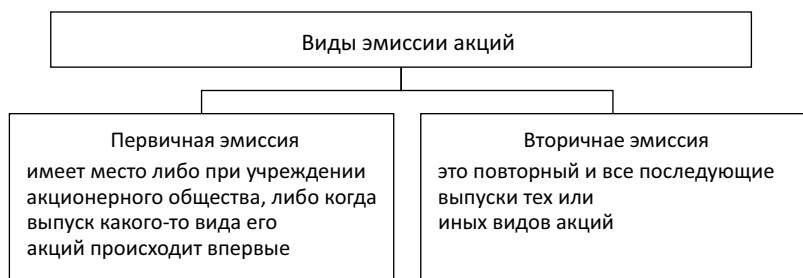 Виды эмиссии акций
Первичная эмиссия
имеет место либо при учреждении
акционерного общества, либо когда
выпуск какого-то вида его
акций происходит впервые
Вторичнае эмиссия
это повторный и все последующие
выпуски тех или
иных видов акций